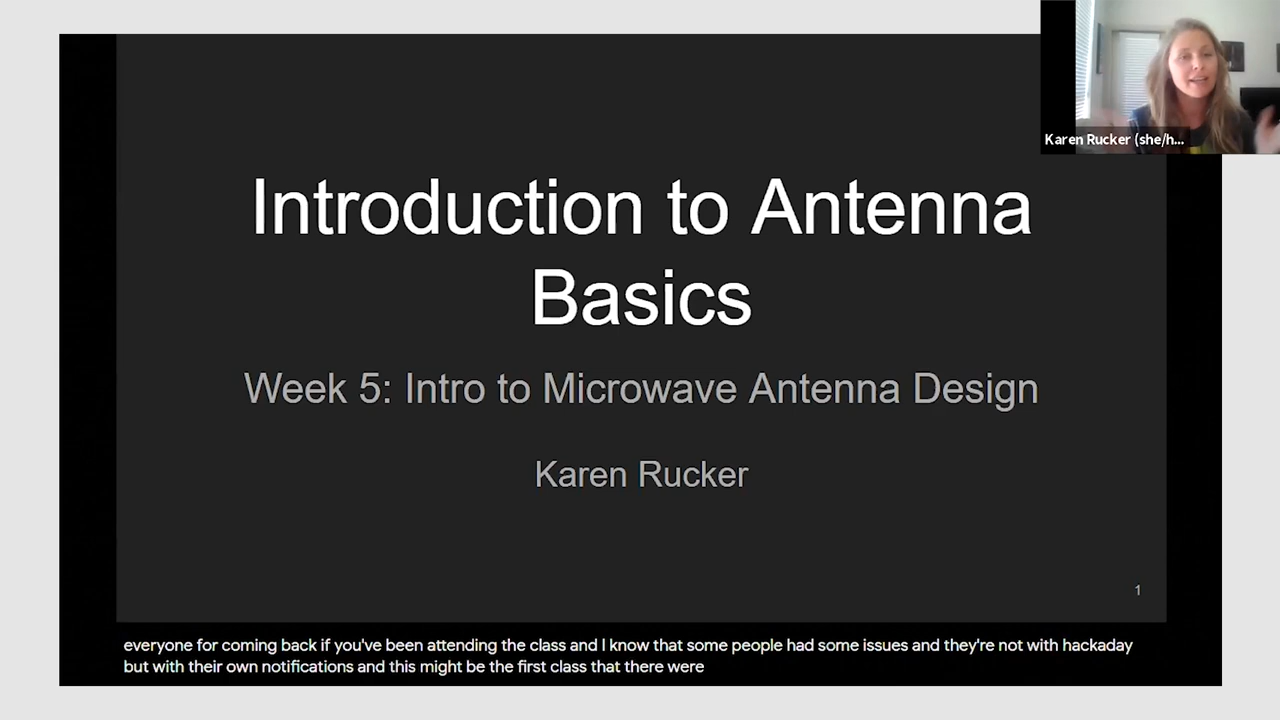 Karen Rucker (she/h...
Introduction to Antenna
Basics
Week 5: Intro to Microwave Antenna Design
Karen Rucker
1
everyone for coming back if you've been attending the class and I know that some people had some issues and they're not with hackaday
but with their own notifications and this might be the first class that there were